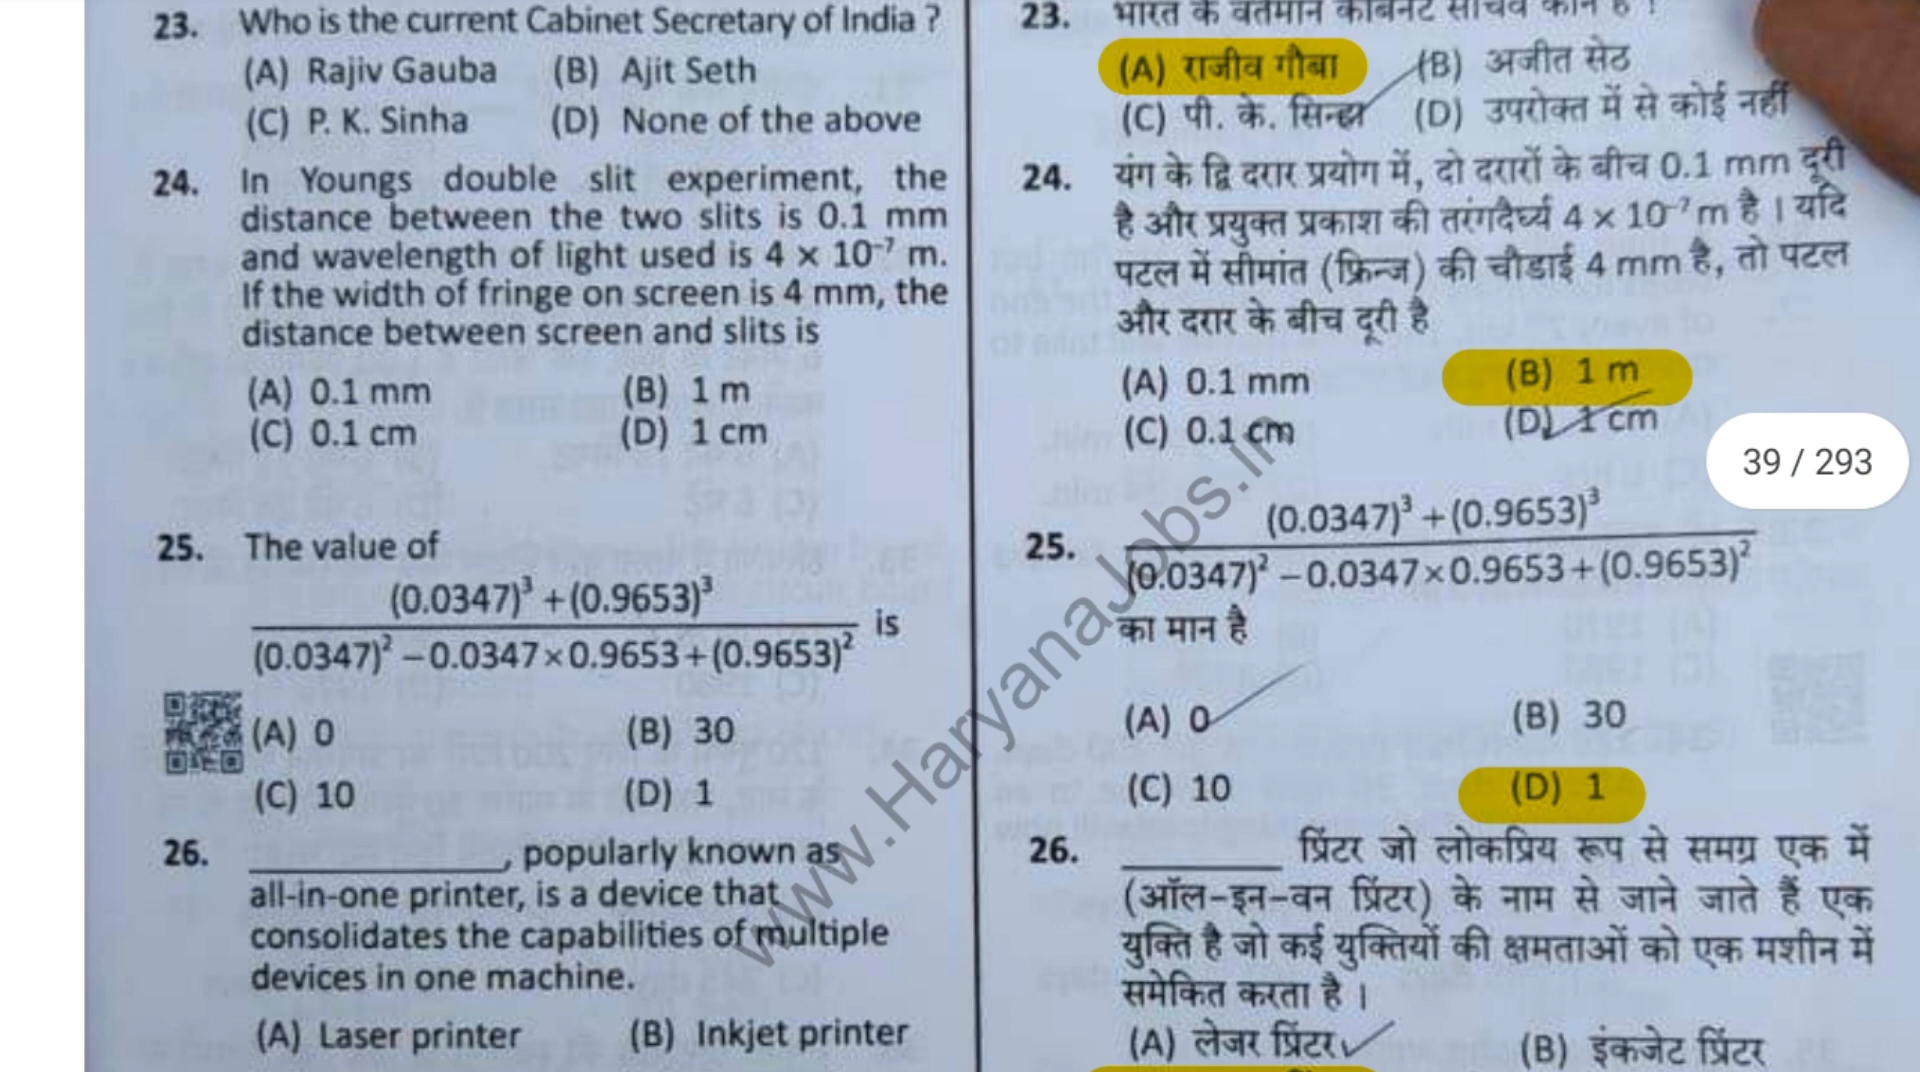 23. Who is the current Cabinet Secretary of India ?
(A) Rajiv Gauba (B) Ajit Seth
(C) P. K. Sinha (D) None of the above
24. In Youngs double slit experiment, the
distance between the two slits is 0.1 mm
and wavelength of light used is 4 × 10⁻⁷ m.
If the width of fringe on screen is 4 mm, the
distance between screen and slits is
(A) 0.1 mm (B) 1 m
(C) 0.1 cm (D) 1 cm
25. The value of
(0.0347)³ + (0.9653)³
(0.0347)² − 0.0347 × 0.9653 + (0.9653)² is
(A) 0 (B) 30
(C) 10 (D) 1
26. ________, popularly known as
all-in-one printer, is a device that
consolidates the capabilities of multiple
devices in one machine.
(A) Laser printer (B) Inkjet printer
23. भारत के वर्तमान कैबिनेट सचिव कौन है ?
(A) राजीव गौबा (B) अजीत सेठ
(C) पी. के. सिन्हा (D) उपरोक्त में से कोई नहीं
24. यंग के द्वि दरार प्रयोग में, दो दरारों के बीच 0.1 mm दूरी
है और प्रयुक्त प्रकाश की तरंगदैर्घ्य 4 × 10⁻⁷ m है । यदि
पटल में सीमांत (फ्रिन्ज) की चौडाई 4 mm है, तो पटल
और दरार के बीच दूरी है
(A) 0.1 mm (B) 1 m
(C) 0.1 cm (D) 1 cm
25. (0.0347)³ + (0.9653)³
(0.0347)² − 0.0347 × 0.9653 + (0.9653)²
का मान है
(A) 0 (B) 30
(C) 10 (D) 1
26. ________ प्रिंटर जो लोकप्रिय रूप से समग्र एक में
(ऑल-इन-वन प्रिंटर) के नाम से जाने जाते हैं एक
युक्ति है जो कई युक्तियों की क्षमताओं को एक मशीन में
समेकित करता है ।
(A) लेजर प्रिंटर (B) इंकजेट प्रिंटर
39 / 293
www.HaryanaJobs.in